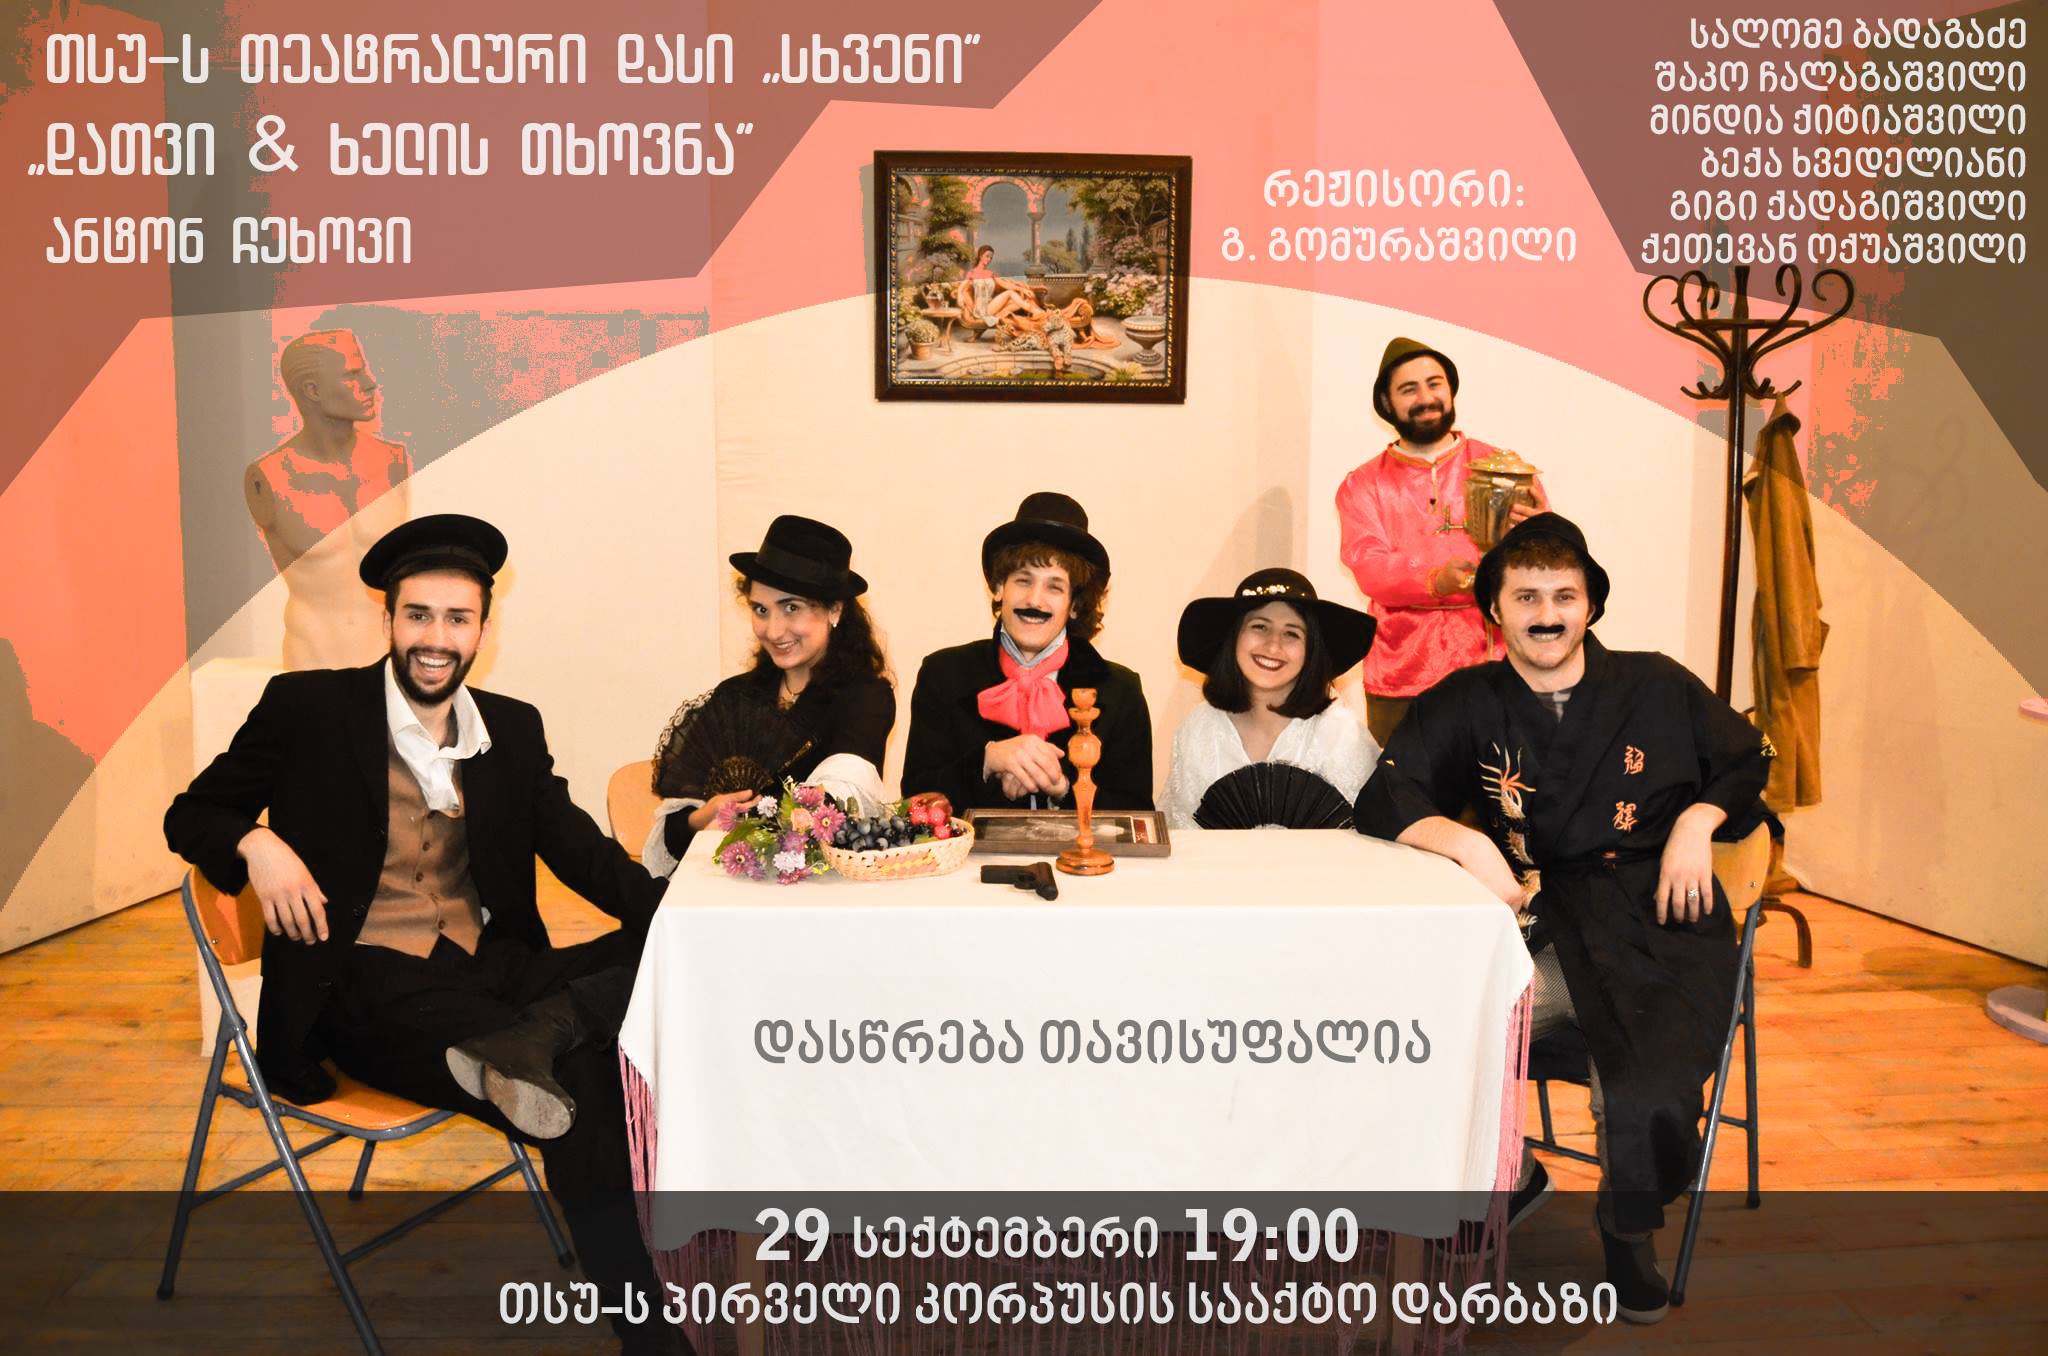 თსუ-ს თეატრალური დასი „სხვენი“
„დათვი & ხელის თხოვნა“
ანტონ ჩეხოვი
რეჟისორი:
გ. გომურაშვილი
სალომე ბადაგაძე
შაკო ჩალაგაშვილი
მინდია ქიტიაშვილი
ბექა ხვედელიანი
გიგი ქადაგიშვილი
ქეთევან ოქუაშვილი
დასწრება თავისუფალია
29 სექტემბერი 19:00
თსუ-ს პირველი კორპუსის სააქტო დარბაზი